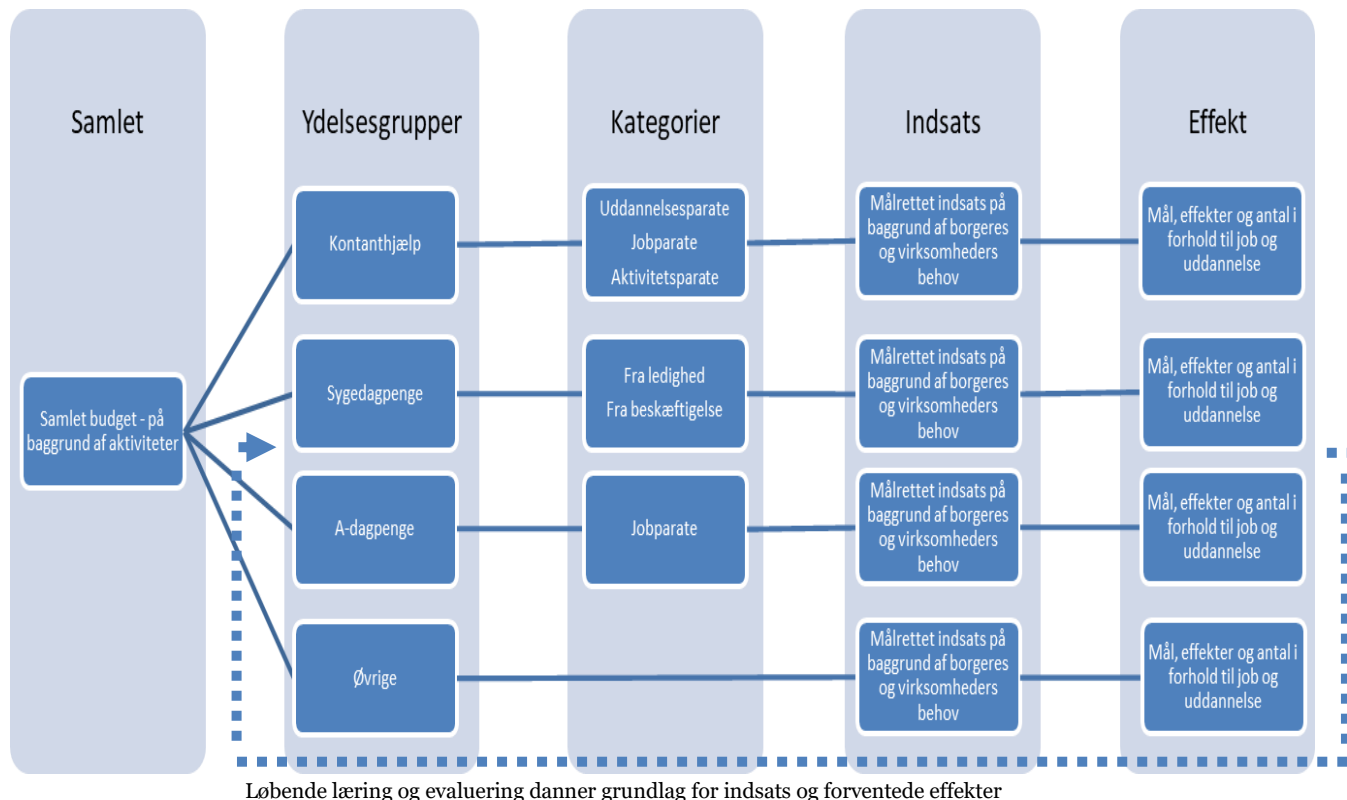 Samlet
Ydelsesgrupper
Kategorier
Indsats
Effekt
Samlet budget - på
baggrund af aktiviteter
Kontanthjælp
Uddannelsesparate
Jobparate
Aktivitetsparate
Målrettet indsats på
baggrund af borgeres
og virksomheders
behov
Mål, effekter og antal i
forhold til job og
uddannelse
Sygedagpenge
Fra ledighed
Fra beskæftigelse
Målrettet indsats på
baggrund af borgeres
og virksomheders
behov
Mål, effekter og antal i
forhold til job og
uddannelse
A-dagpenge
Jobparate
Målrettet indsats på
baggrund af borgeres
og virksomheders
behov
Mål, effekter og antal i
forhold til job og
uddannelse
Øvrige
Målrettet indsats på
baggrund af borgeres
og virksomheders
behov
Mål, effekter og antal i
forhold til job og
uddannelse
Løbende læring og evaluering danner grundlag for indsats og forventede effekter